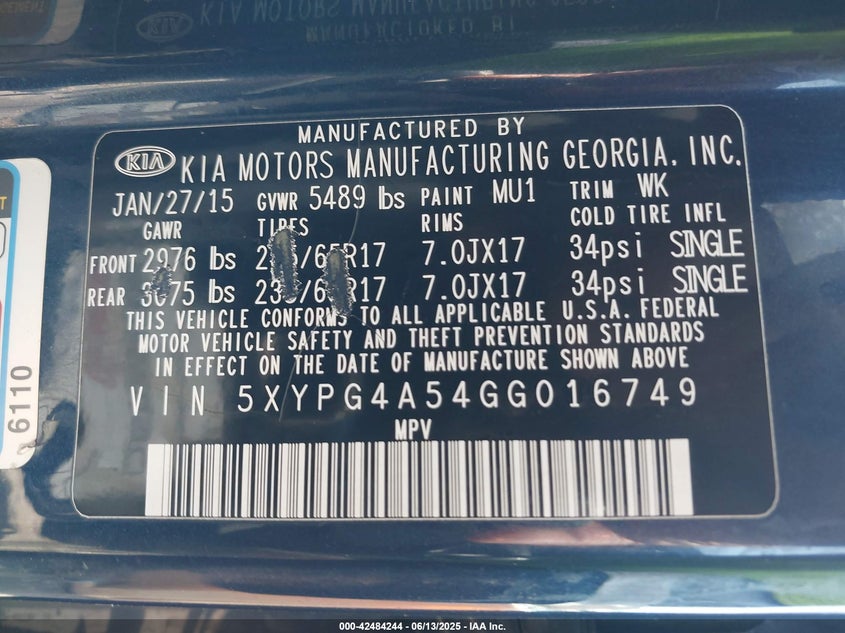 MANUFACTURED BY
KIA KIA MOTORS MANUFACTURING GEORGIA, INC.
JAN/27/15 GVWR 5489 lbs PAINT MU1 TRIM WK
GAWR TIRES RIMS COLD TIRE INFL
FRONT 2976 lbs 7.0JX17 34psi SINGLE
REAR lbs 7.0JX17 34psi SINGLE
THIS VEHICLE CONFORMS TO ALL APPLICABLE U.S.A. FEDERAL
MOTOR VEHICLE SAFETY AND THEFT PREVENTION STANDARDS
IN EFFECT ON THE DATE OF MANUFACTURE SHOWN ABOVE
VIN 5XYPG4A54GG016749
MPV
6110
000-42484244 - 06/13/2025 - IAA Inc.